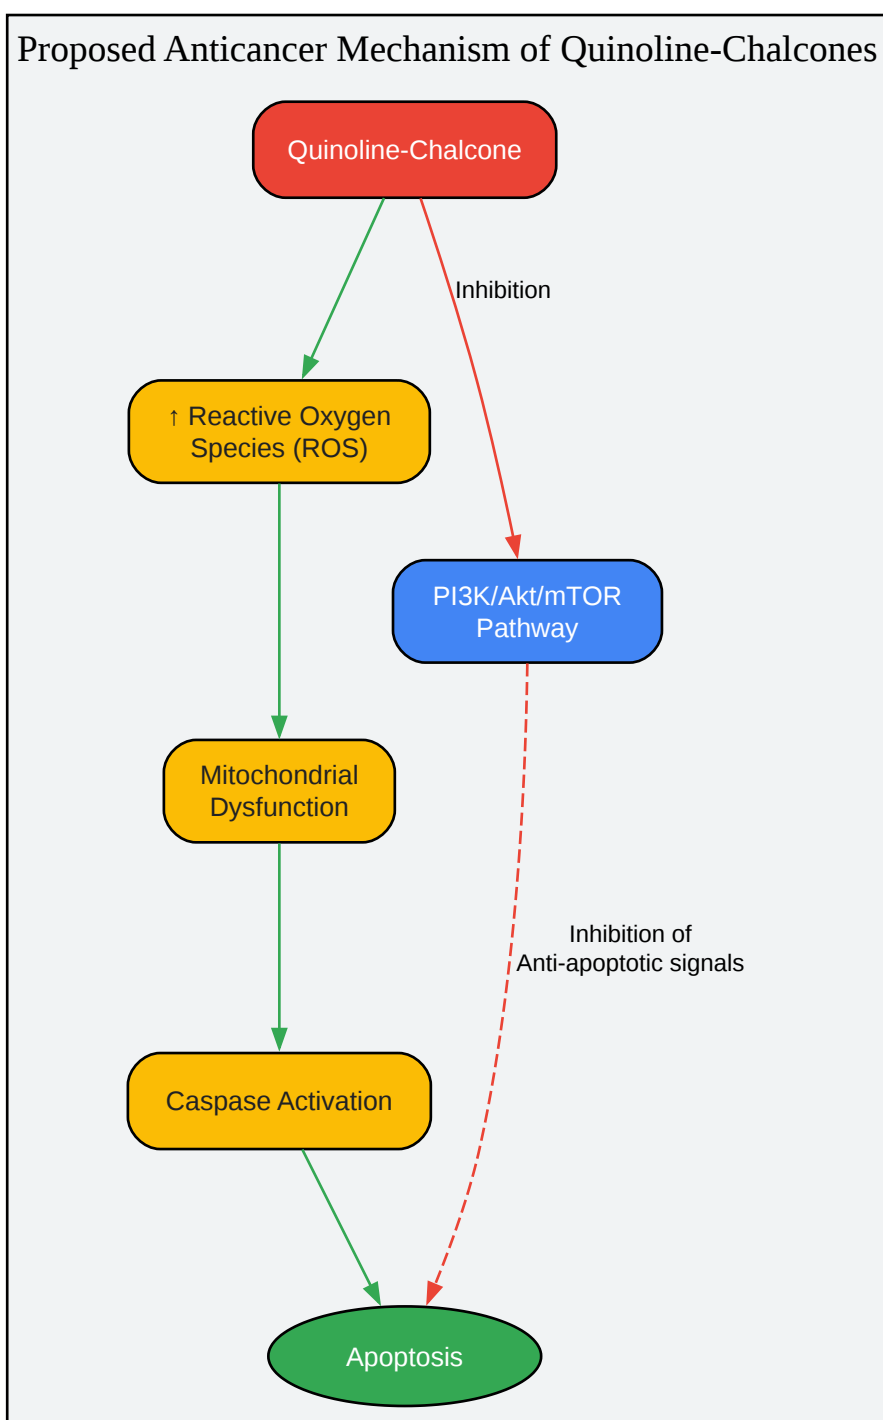 Proposed Anticancer Mechanism of Quinoline-Chalcones
Quinoline-Chalcone
Inhibition
↑ Reactive Oxygen
Species (ROS)
PI3K/Akt/mTOR
Pathway
Mitochondrial
Dysfunction
Inhibition of
Anti-apoptotic signals
Caspase Activation
Apoptosis